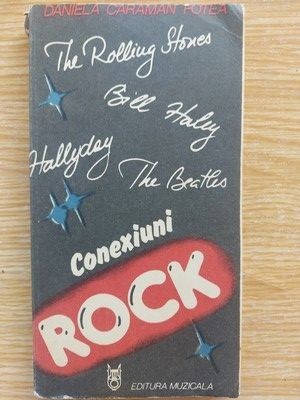 DANIELA CARAMAN FOTEA
The Rolling Stones
Bill Haley
Hallyday
The Beatles
Conexiuni
ROCK
EDITURA MUZICALA